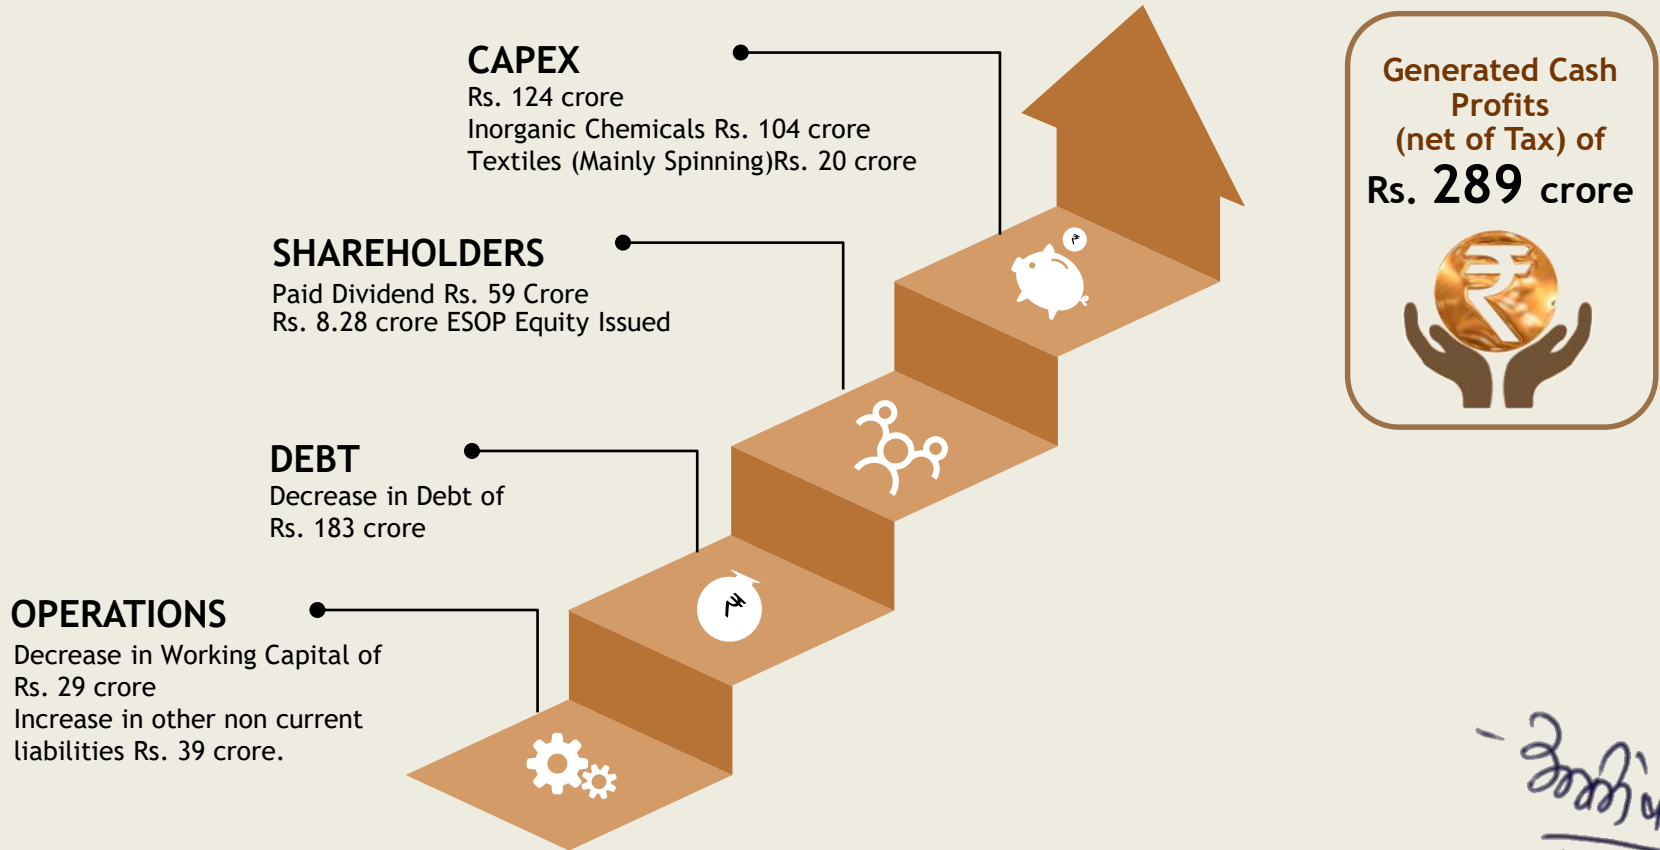 CAPEX
Rs. 124 crore
Inorganic Chemicals Rs. 104 crore
Textiles (Mainly Spinning)Rs. 20 crore
SHAREHOLDERS
Paid Dividend Rs. 59 Crore
Rs. 8.28 crore ESOP Equity Issued
DEBT
Decrease in Debt of
Rs. 183 crore
OPERATIONS
Decrease in Working Capital of
Rs. 29 crore
Increase in other non current
liabilities Rs. 39 crore.
Generated Cash
Profits
(net of Tax) of
Rs. 289 crore